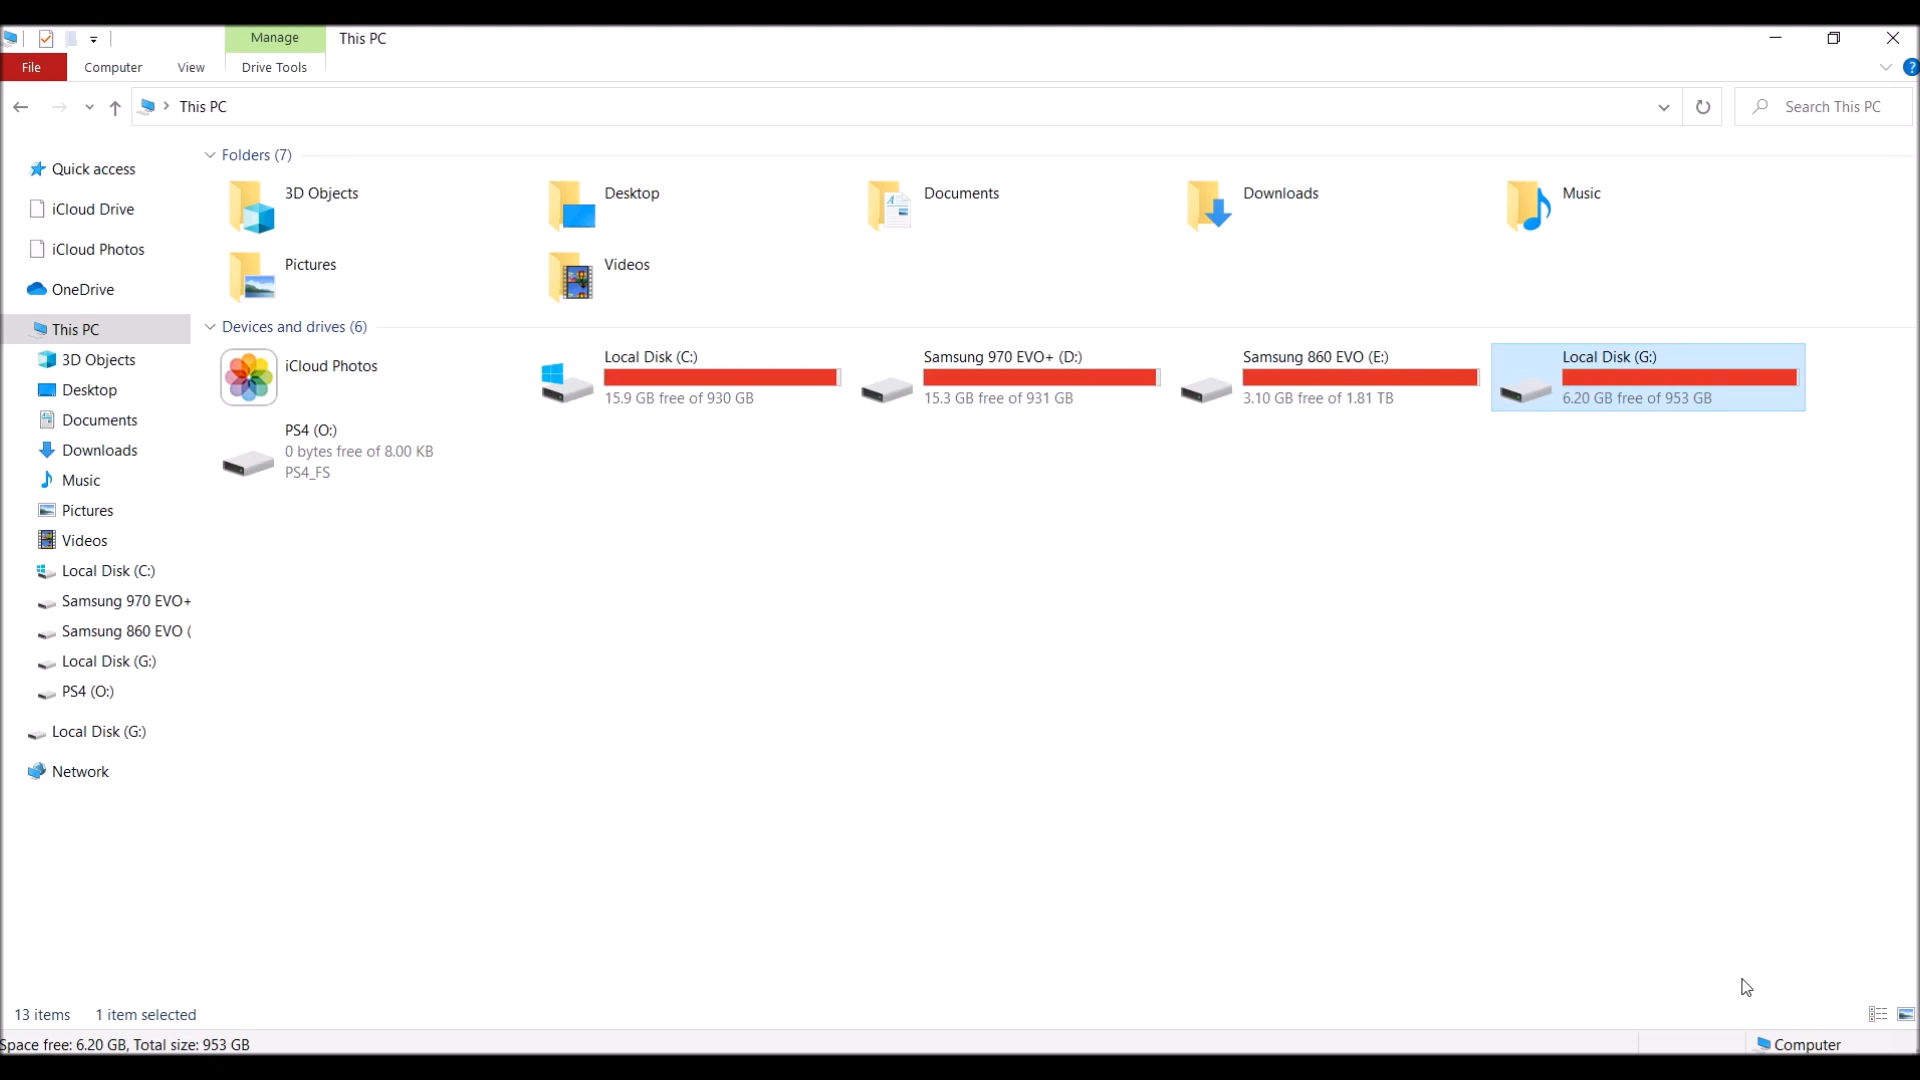 Manage
This PC
File
Computer
View
Drive Tools
?
This PC
Search This PC
Quick access
iCloud Drive
iCloud Photos
OneDrive
This PC
3D Objects
Desktop
Documents
Downloads
Music
Pictures
Videos
Local Disk (C:)
Samsung 970 EVO+
Samsung 860 EVO (
Local Disk (G:)
PS4 (O:)
Local Disk (G:)
Network
Folders (7)
3D Objects
Desktop
Documents
Downloads
Music
Pictures
Videos
Devices and drives (6)
iCloud Photos
Local Disk (C:)
15.9 GB free of 930 GB
Samsung 970 EVO+ (D:)
15.3 GB free of 931 GB
Samsung 860 EVO (E:)
3.10 GB free of 1.81 TB
Local Disk (G:)
6.20 GB free of 953 GB
PS4 (O:)
0 bytes free of 8.00 KB
PS4_FS
13 items
1 item selected
Space free: 6.20 GB, Total size: 953 GB
Computer